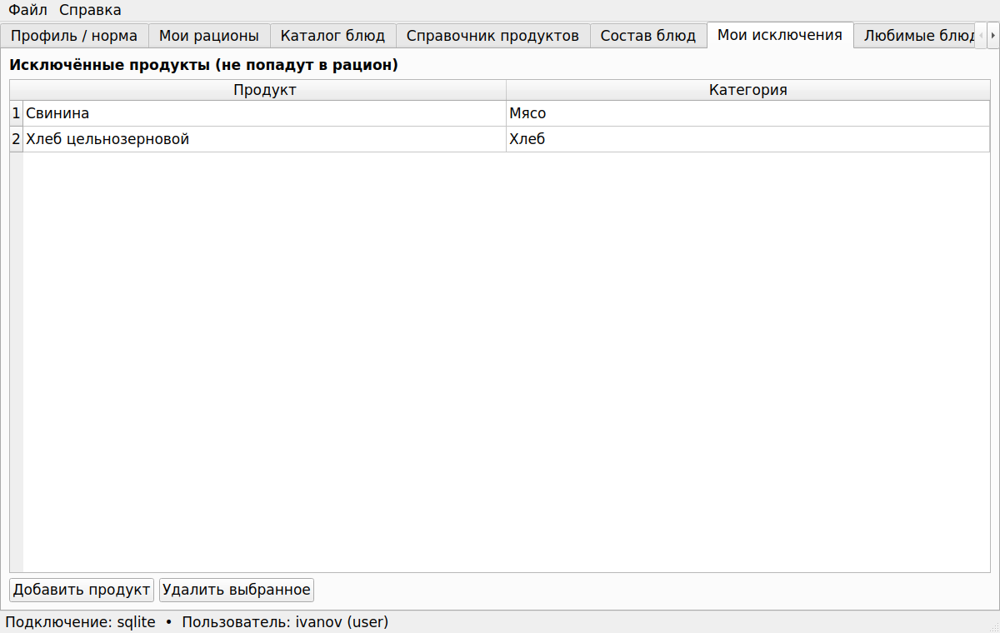 Файл Справка
Профиль / норма Мои рационы Каталог блюд Справочник продуктов Состав блюд Мои исключения Любимые блюд
Исключённые продукты (не попадут в рацион)
Продукт Категория
1 Свинина Мясо
2 Хлеб цельнозерновой Хлеб
Добавить продукт Удалить выбранное
Подключение: sqlite • Пользователь: ivanov (user)